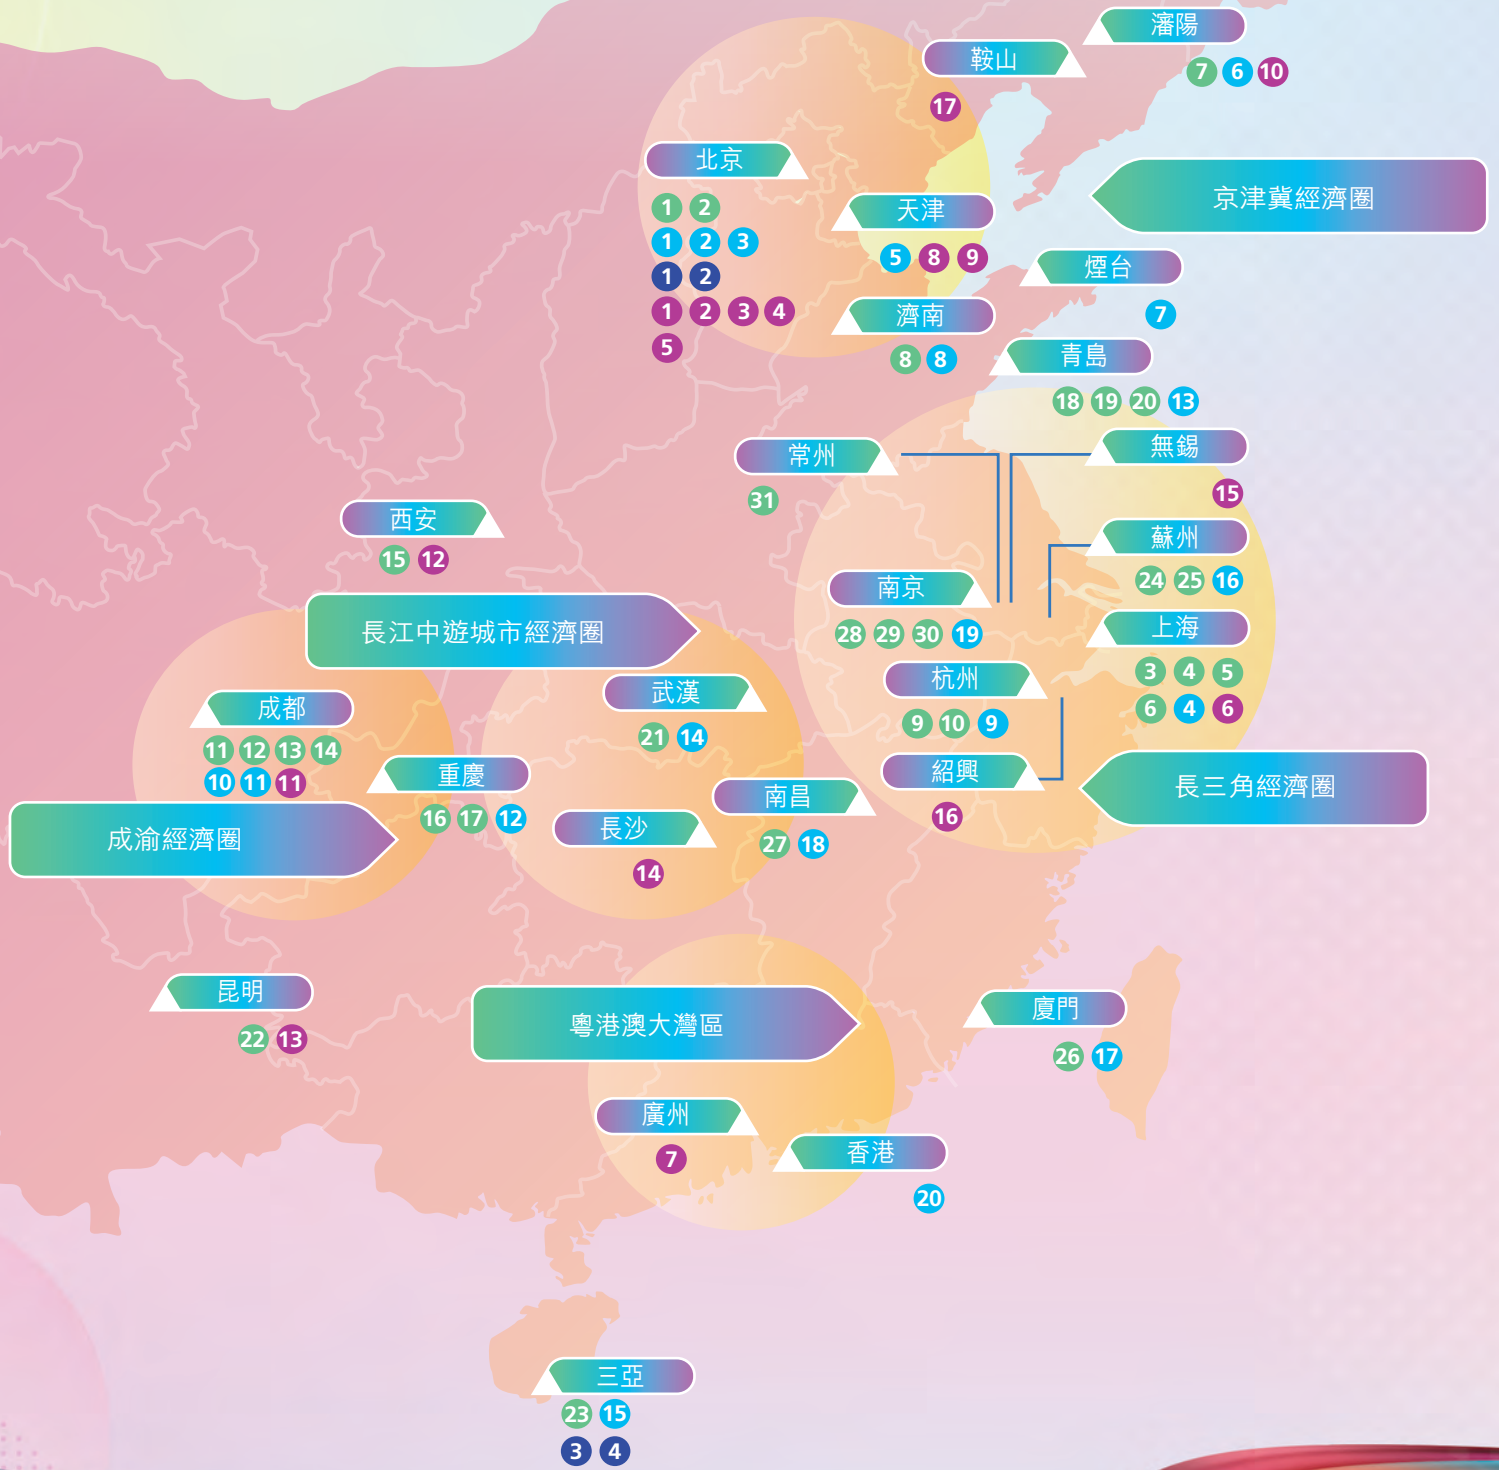 瀋陽
7 6 10
鞍山
17
北京
1 2
1 2 3
1 2
1 2 3 4
5
京津冀經濟圈
天津
5 8 9
煙台
7
濟南
8 8
青島
18 19 20 13
常州
31
無錫
15
西安
15 12
蘇州
24 25 16
南京
28 29 30 19
上海
3 4 5
6 4 6
長江中遊城市經濟圈
武漢
21 14
杭州
9 10 9
成都
11 12 13 14
10 11 11
重慶
16 17 12
紹興
16
長三角經濟圈
南昌
27 18
長沙
14
成渝經濟圈
昆明
22 13
粵港澳大灣區
廈門
26 17
廣州
7
香港
20
三亞
23 15
3 4